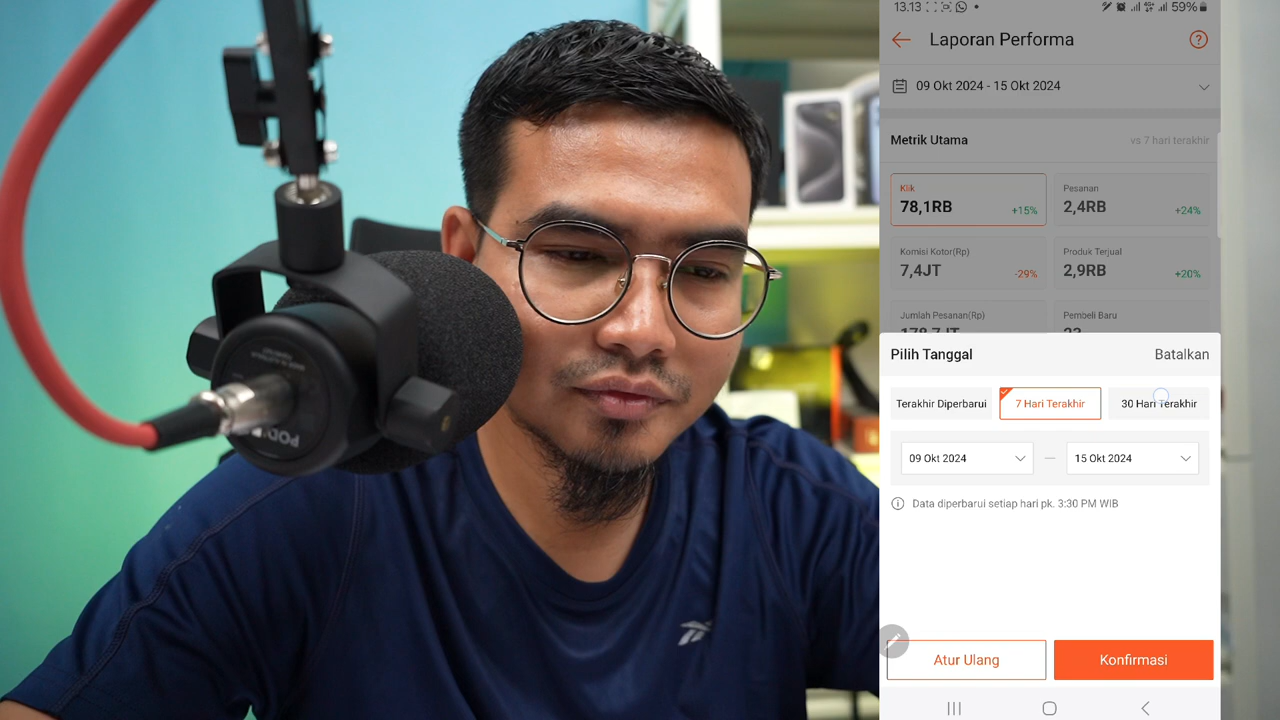 13.13
59%
Laporan Performa
09 Okt 2024 - 15 Okt 2024
Metrik Utama
vs 7 hari terakhir
Klik
78,1RB
+15%
Pesanan
2,4RB
+24%
Komisi Kotor(Rp)
7,4JT
-29%
Produk Terjual
2,9RB
+20%
Jumlah Pesanan(Rp)
Pembeli Baru
Pilih Tanggal
Batalkan
Terakhir Diperbarui
7 Hari Terakhir
30 Hari Terakhir
09 Okt 2024
15 Okt 2024
Data diperbarui setiap hari pk. 3:30 PM WIB
Atur Ulang
Konfirmasi